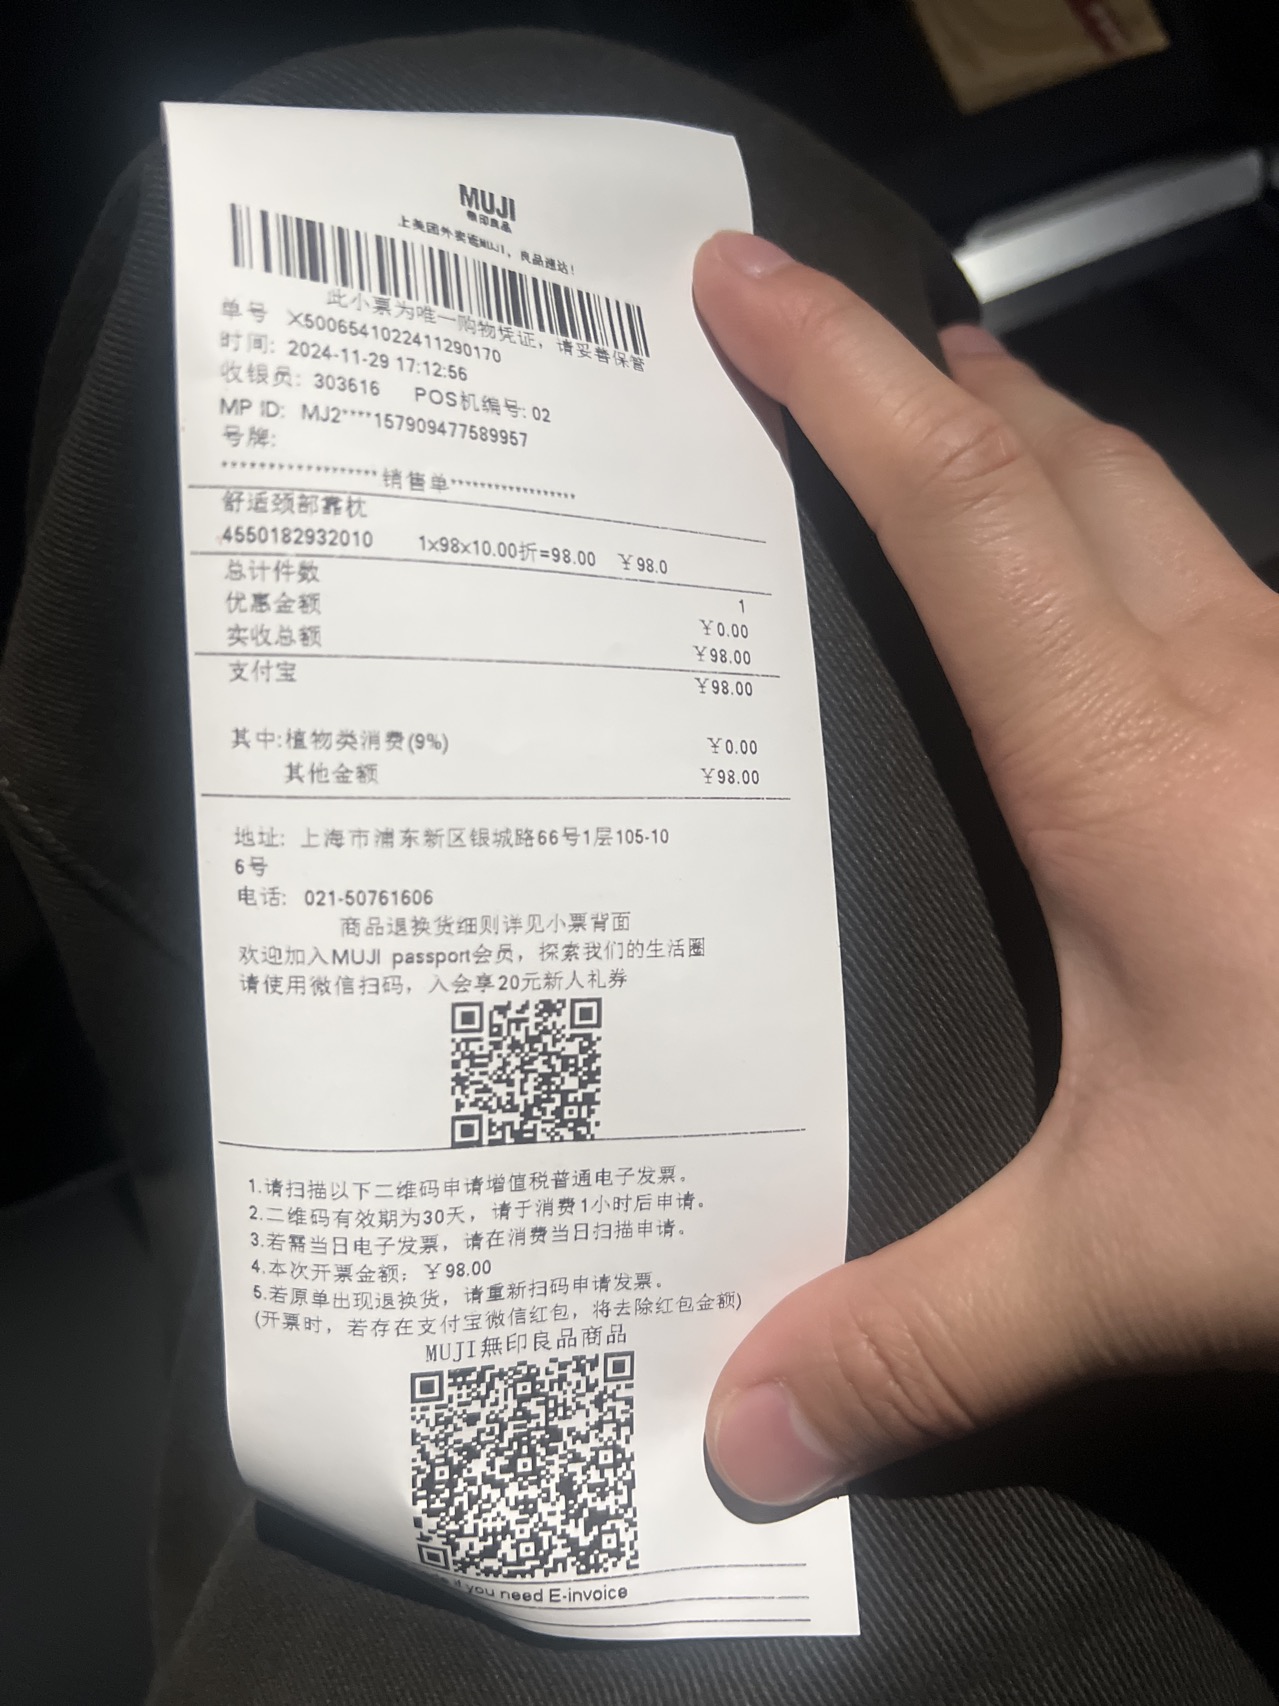 MUJI
無印良品
上美团外卖逛MUJI，良品速达！
此小票为唯一购物凭证，请妥善保管
单号 X5006541022411290170
时间: 2024-11-29 17:12:56
收银员: 303616 POS机编号: 02
MP ID: MJ2****157909477589957
号牌:
*******************销售单*****************
舒适颈部靠枕
4550182932010 1x98x10.00折=98.00 ¥98.0
总计件数 1
优惠金额 ¥0.00
实收总额 ¥98.00
支付宝 ¥98.00
其中:植物类消费(9%) ¥0.00
其他金额 ¥98.00
地址: 上海市浦东新区银城路66号1层105-10
6号
电话: 021-50761606
商品退换货细则详见小票背面
欢迎加入MUJI passport会员，探索我们的生活圈
请使用微信扫码，入会享20元新人礼券
1.请扫描以下二维码申请增值税普通电子发票。
2.二维码有效期为30天，请于消费1小时后申请。
3.若需当日电子发票，请在消费当日扫描申请。
4.本次开票金额: ¥98.00
5.若原单出现退换货，请重新扫码申请发票。
(开票时，若存在支付宝微信红包，将去除红包金额)
MUJI無印良品商品
if you need E-invoice